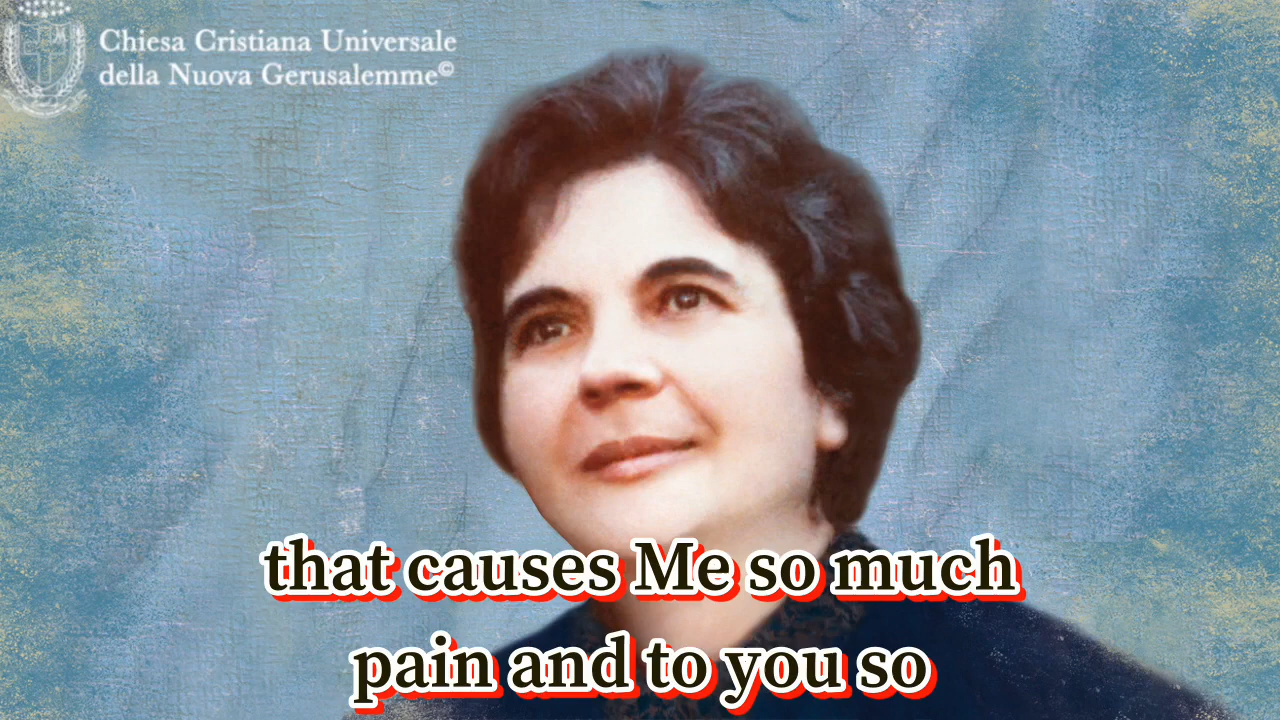 Chiesa Cristiana Universale
della Nuova Gerusalemme©
that causes Me so much
pain and to you so